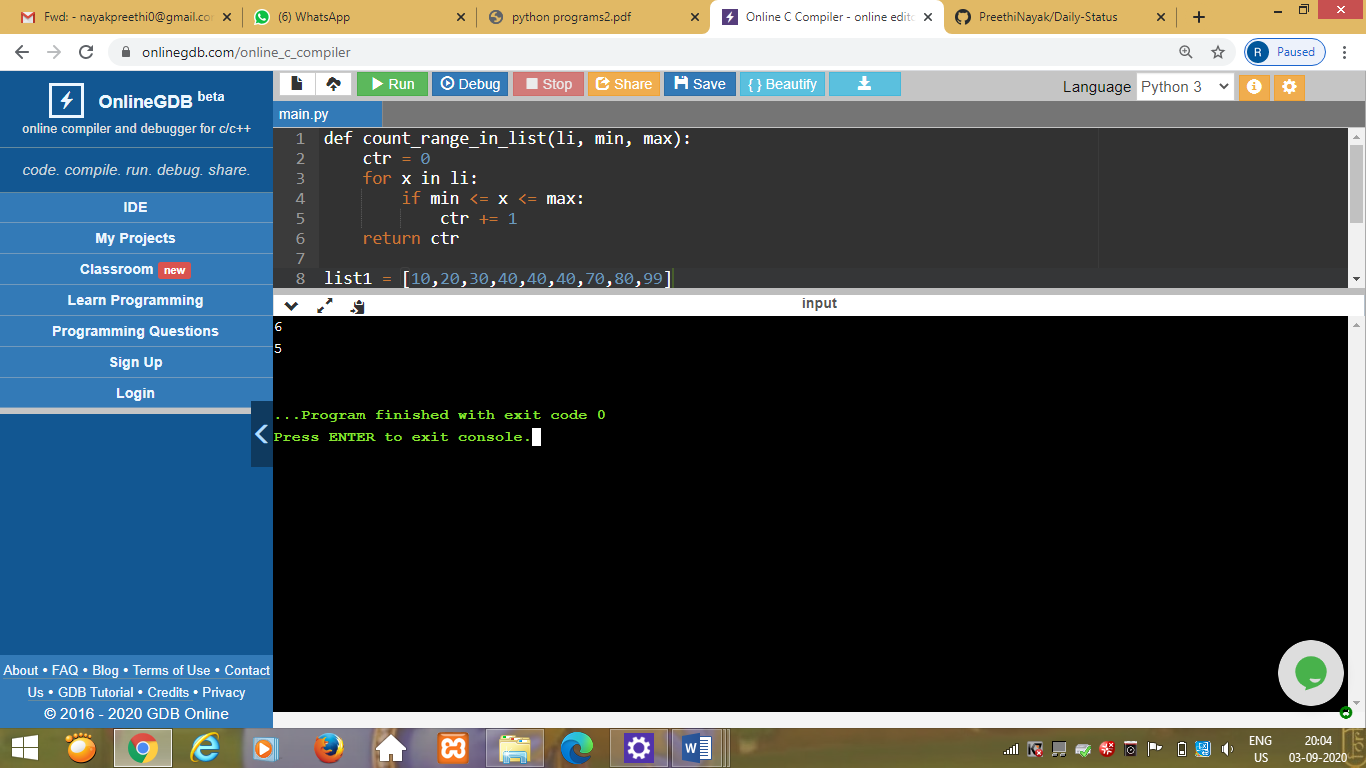 Fwd: - nayakpreethi0@gmail.co
(6) WhatsApp
python programs2.pdf
Online C Compiler - online edito
PreethiNayak/Daily-Status
onlinegdb.com/online_c_compiler
R Paused
OnlineGDB beta
online compiler and debugger for c/c++
code. compile. run. debug. share.
IDE
My Projects
Classroom new
Learn Programming
Programming Questions
Sign Up
Login
About • FAQ • Blog • Terms of Use • Contact
Us • GDB Tutorial • Credits • Privacy
© 2016 - 2020 GDB Online
Run Debug Stop Share Save { } Beautify
Language Python 3
main.py
1 def count_range_in_list(li, min, max):
2     ctr = 0
3     for x in li:
4         if min <= x <= max:
5             ctr += 1
6     return ctr
7
8 list1 = [10,20,30,40,40,40,70,80,99]
input
6
5
...Program finished with exit code 0
Press ENTER to exit console.
ENG
US
20:04
03-09-2020